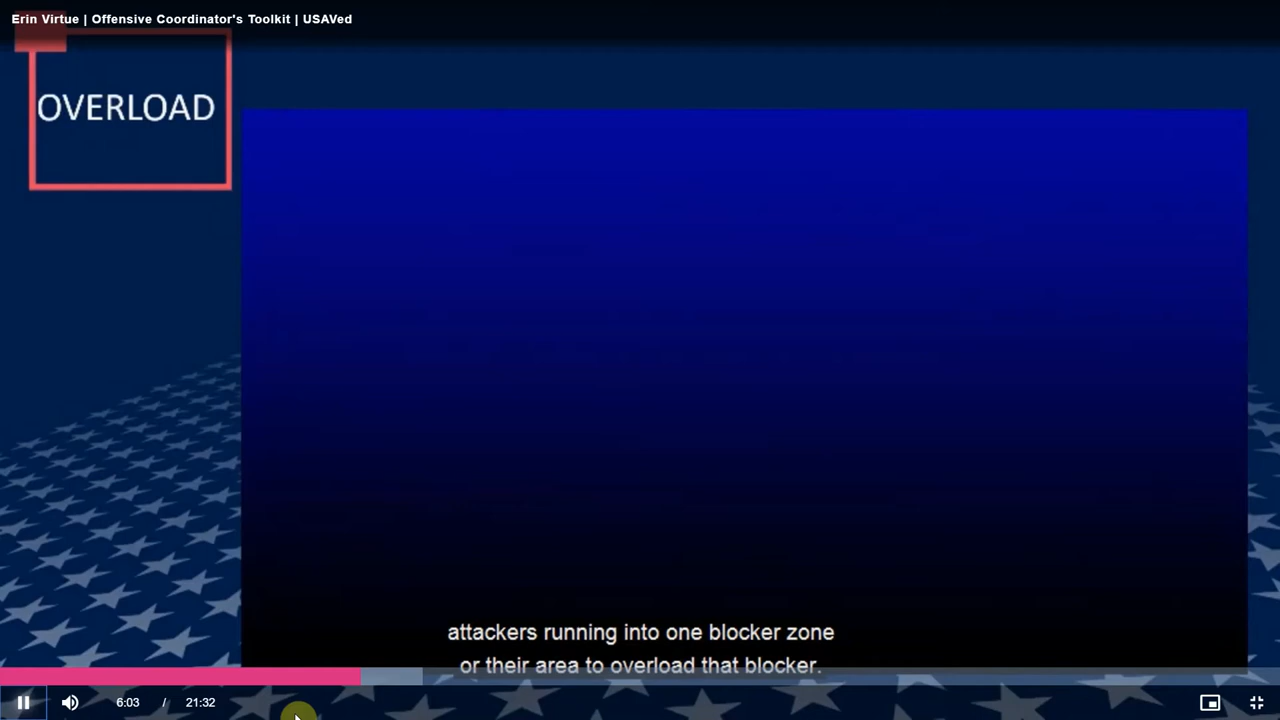 Erin Virtue | Offensive Coordinator's Toolkit | USAVed
OVERLOAD
attackers running into one blocker zone
or their area to overload that blocker.
6:03 / 21:32